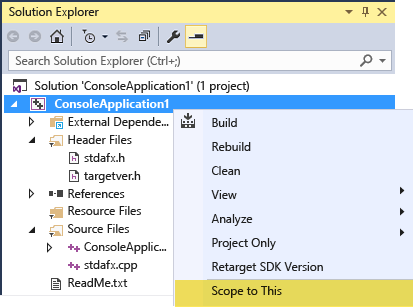 Solution Explorer
Search Solution Explorer (Ctrl+;)
Solution 'ConsoleApplication1' (1 project)
ConsoleApplication1
External Depende...
Header Files
stdafx.h
targetver.h
References
Resource Files
Source Files
ConsoleApplic...
stdafx.cpp
ReadMe.txt
Build
Rebuild
Clean
View
Analyze
Project Only
Retarget SDK Version
Scope to This